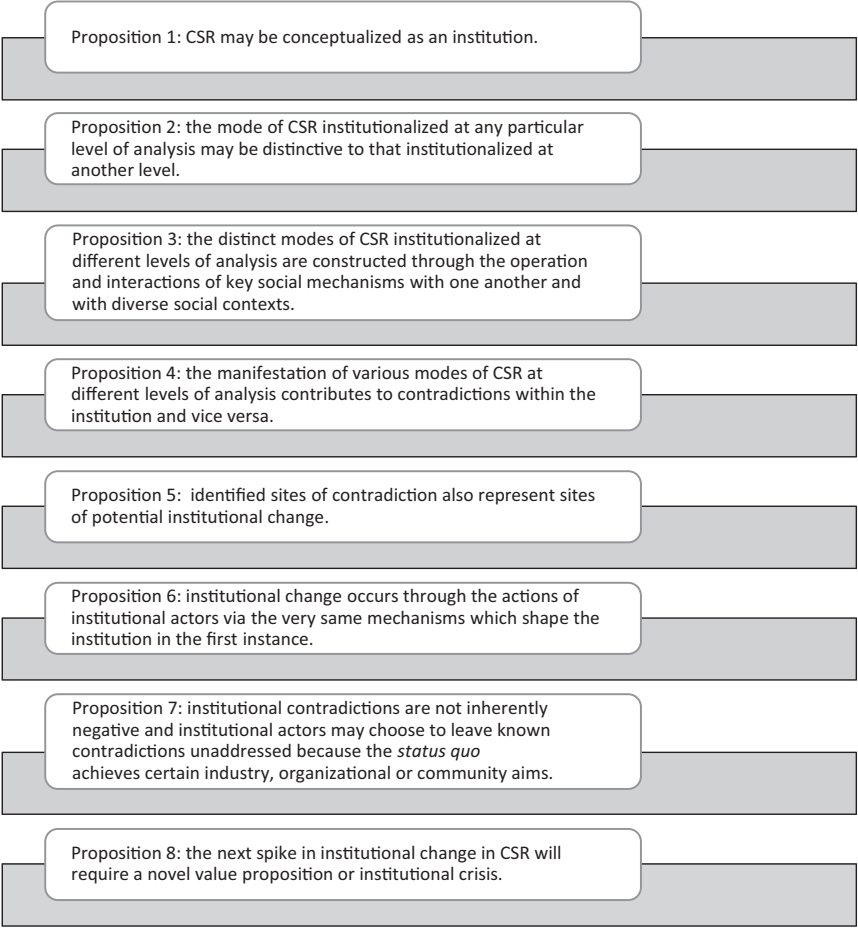 Proposition 1: CSR may be conceptualized as an institution.
Proposition 2: the mode of CSR institutionalized at any particular
level of analysis may be distinctive to that institutionalized at
another level.
Proposition 3: the distinct modes of CSR institutionalized at
different levels of analysis are constructed through the operation
and interactions of key social mechanisms with one another and
with diverse social contexts.
Proposition 4: the manifestation of various modes of CSR at
different levels of analysis contributes to contradictions within the
institution and vice versa.
Proposition 5: identified sites of contradiction also represent sites
of potential institutional change.
Proposition 6: institutional change occurs through the actions of
institutional actors via the very same mechanisms which shape the
institution in the first instance.
Proposition 7: institutional contradictions are not inherently
negative and institutional actors may choose to leave known
contradictions unaddressed because the status quo
achieves certain industry, organizational or community aims.
Proposition 8: the next spike in institutional change in CSR will
require a novel value proposition or institutional crisis.